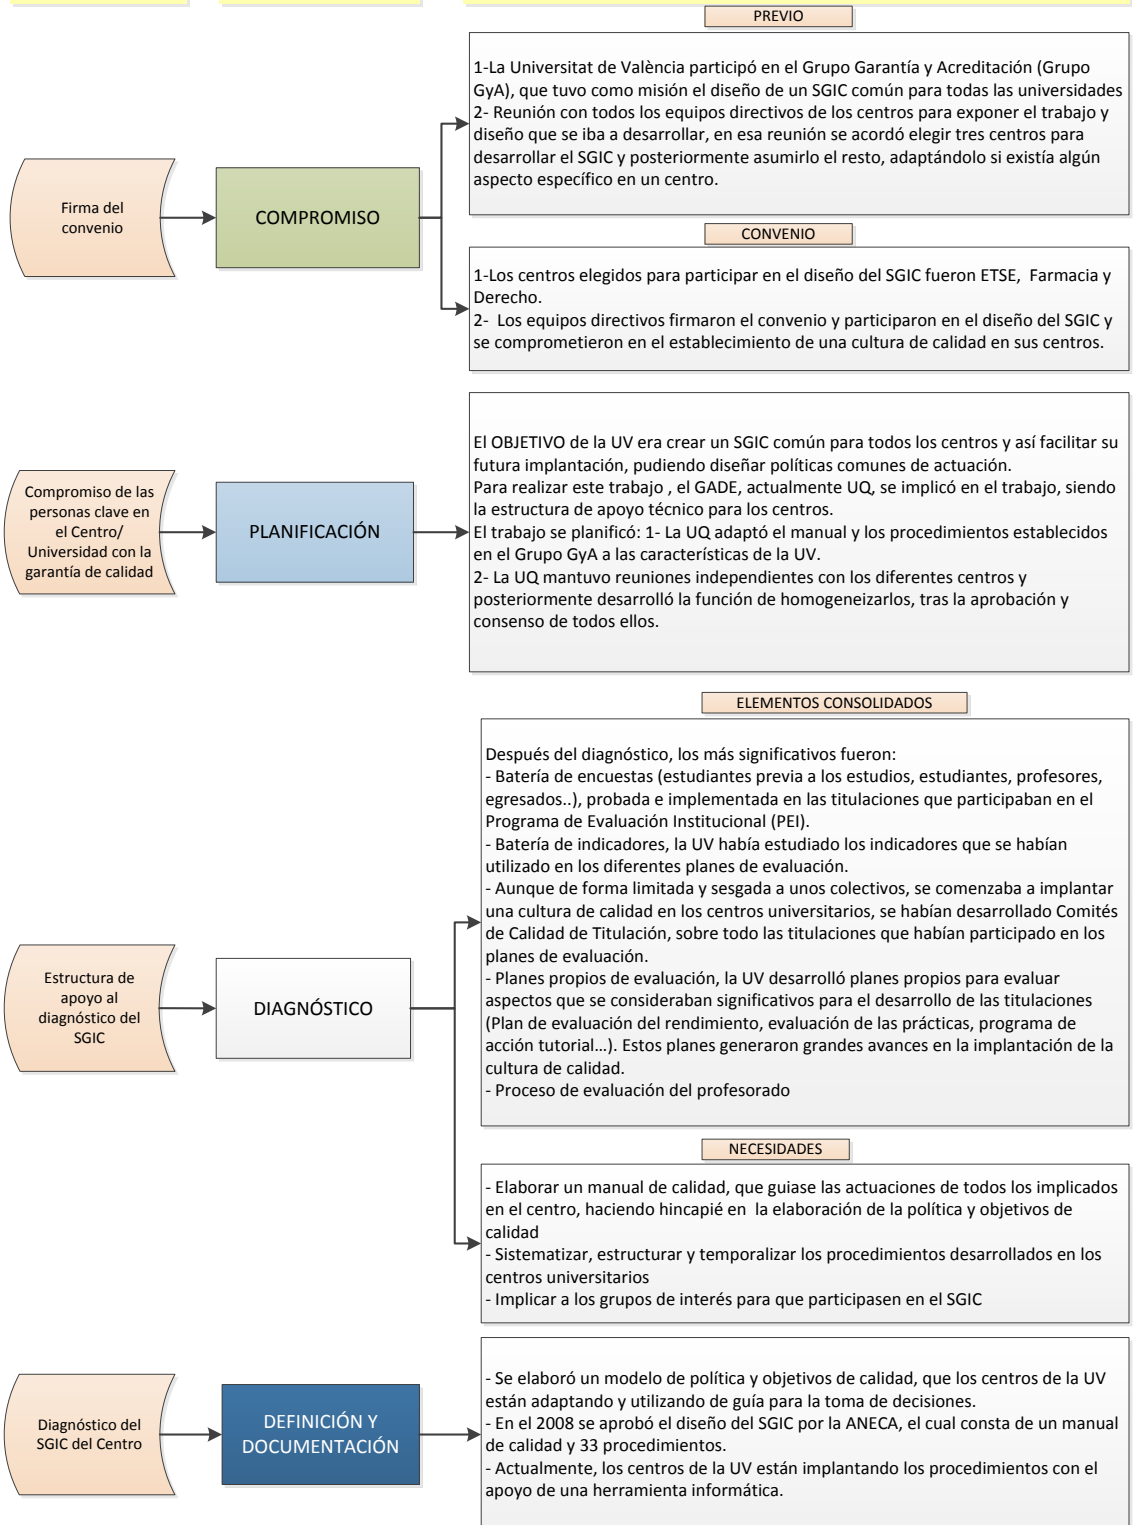 PREVIO
1-La Universitat de València participó en el Grupo Garantía y Acreditación (Grupo
GyA), que tuvo como misión el diseño de un SGIC común para todas las universidades
2- Reunión con todos los equipos directivos de los centros para exponer el trabajo y
diseño que se iba a desarrollar, en esa reunión se acordó elegir tres centros para
desarrollar el SGIC y posteriormente asumirlo el resto, adaptándolo si existía algún
aspecto específico en un centro.
Firma del
convenio
COMPROMISO
CONVENIO
1-Los centros elegidos para participar en el diseño del SGIC fueron ETSE,  Farmacia y
Derecho.
2-  Los equipos directivos firmaron el convenio y participaron en el diseño del SGIC y
se comprometieron en el establecimiento de una cultura de calidad en sus centros.
Compromiso de las
personas clave en
el Centro/
Universidad con la
garantía de calidad
PLANIFICACIÓN
El OBJETIVO de la UV era crear un SGIC común para todos los centros y así facilitar su
futura implantación, pudiendo diseñar políticas comunes de actuación.
Para realizar este trabajo , el GADE, actualmente UQ, se implicó en el trabajo, siendo
la estructura de apoyo técnico para los centros.
El trabajo se planificó: 1- La UQ adaptó el manual y los procedimientos establecidos
en el Grupo GyA a las características de la UV.
2- La UQ mantuvo reuniones independientes con los diferentes centros y
posteriormente desarrolló la función de homogeneizarlos, tras la aprobación y
consenso de todos ellos.
ELEMENTOS CONSOLIDADOS
Después del diagnóstico, los más significativos fueron:
- Batería de encuestas (estudiantes previa a los estudios, estudiantes, profesores,
egresados..), probada e implementada en las titulaciones que participaban en el
Programa de Evaluación Institucional (PEI).
- Batería de indicadores, la UV había estudiado los indicadores que se habían
utilizado en los diferentes planes de evaluación.
- Aunque de forma limitada y sesgada a unos colectivos, se comenzaba a implantar
una cultura de calidad en los centros universitarios, se habían desarrollado Comités
de Calidad de Titulación, sobre todo las titulaciones que habían participado en los
planes de evaluación.
- Planes propios de evaluación, la UV desarrolló planes propios para evaluar
aspectos que se consideraban significativos para el desarrollo de las titulaciones
(Plan de evaluación del rendimiento, evaluación de las prácticas, programa de
acción tutorial…). Estos planes generaron grandes avances en la implantación de la
cultura de calidad.
- Proceso de evaluación del profesorado
Estructura de
apoyo al
diagnóstico del
SGIC
DIAGNÓSTICO
NECESIDADES
- Elaborar un manual de calidad, que guiase las actuaciones de todos los implicados
en el centro, haciendo hincapié en  la elaboración de la política y objetivos de
calidad
- Sistematizar, estructurar y temporalizar los procedimientos desarrollados en los
centros universitarios
- Implicar a los grupos de interés para que participasen en el SGIC
Diagnóstico del
SGIC del Centro
DEFINICIÓN Y
DOCUMENTACIÓN
- Se elaboró un modelo de política y objetivos de calidad, que los centros de la UV
están adaptando y utilizando de guía para la toma de decisiones.
- En el 2008 se aprobó el diseño del SGIC por la ANECA, el cual consta de un manual
de calidad y 33 procedimientos.
- Actualmente, los centros de la UV están implantando los procedimientos con el
apoyo de una herramienta informática.